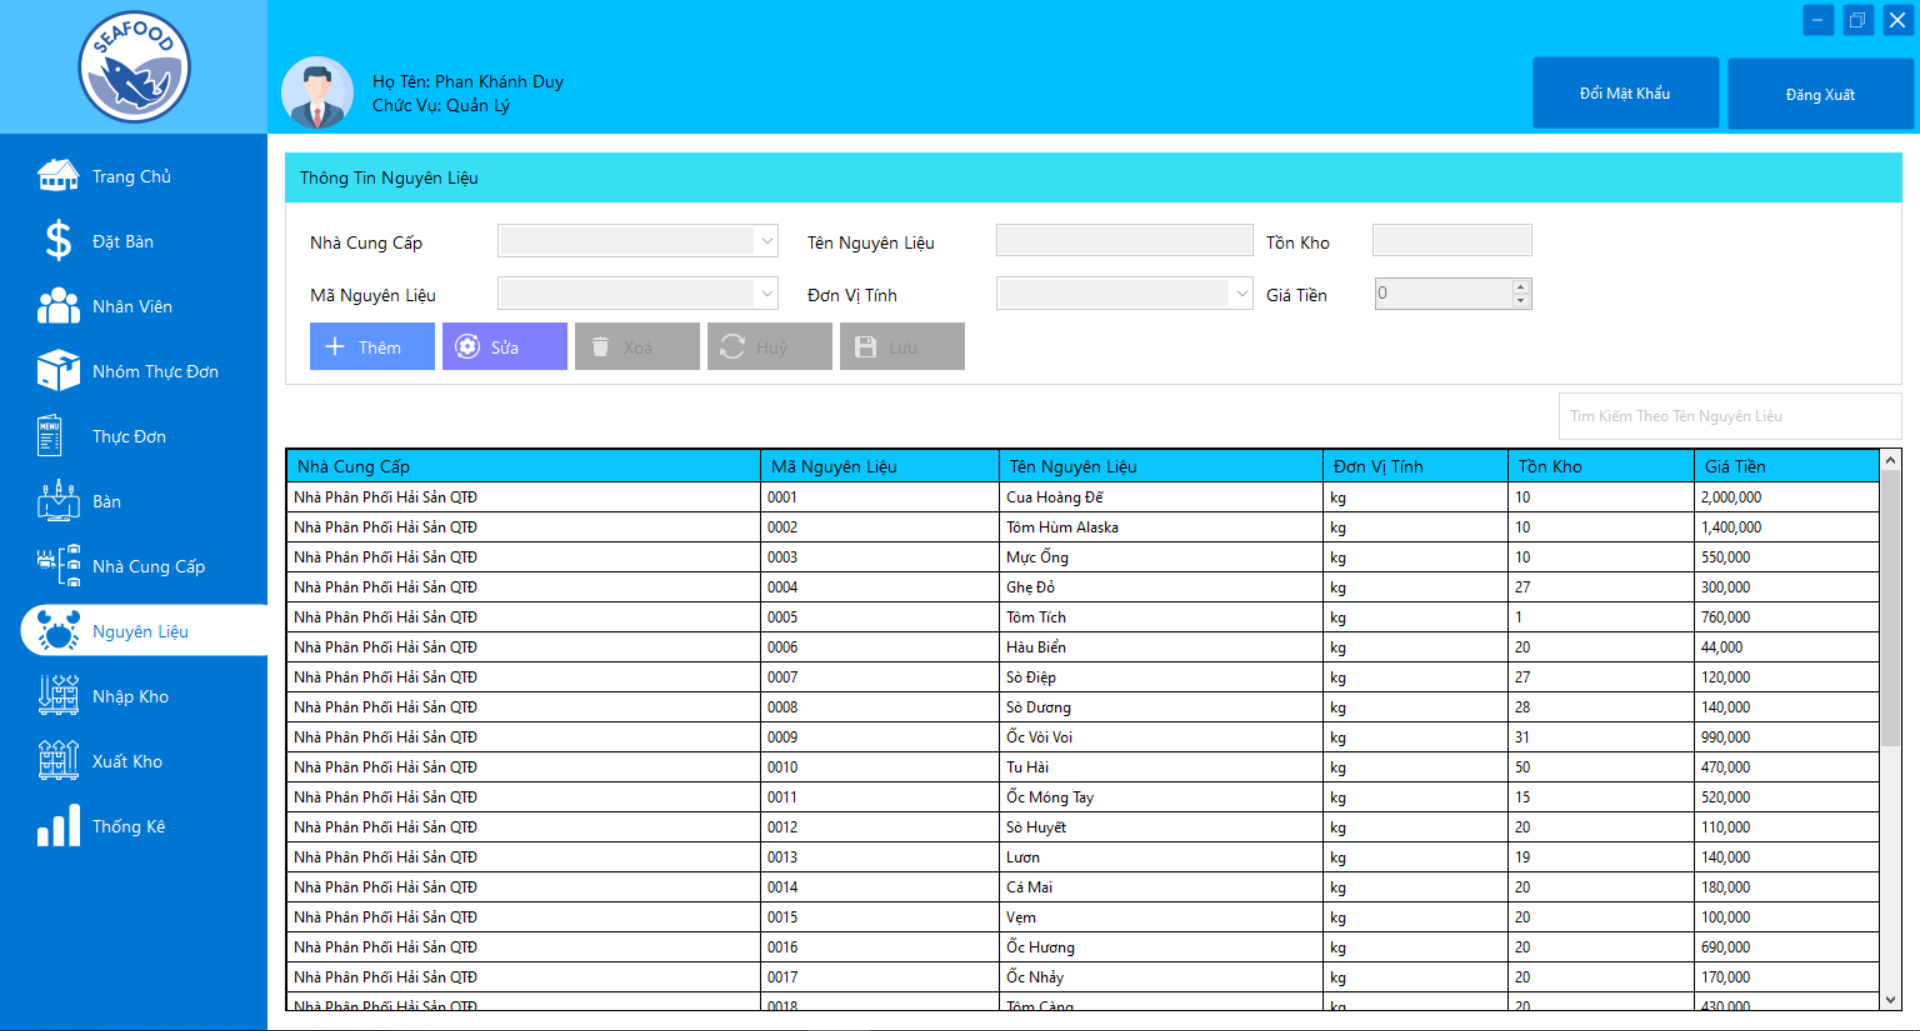 SEAFOOD
Họ Tên: Phan Khánh Duy
Chức Vụ: Quản Lý
Đổi Mật Khẩu
Đăng Xuất
Trang Chủ
Đặt Bàn
Nhân Viên
Nhóm Thực Đơn
MENU
Thực Đơn
Bàn
Nhà Cung Cấp
Nguyên Liệu
Nhập Kho
Xuất Kho
Thống Kê
Thông Tin Nguyên Liệu
Nhà Cung Cấp Tên Nguyên Liệu Tồn Kho
Mã Nguyên Liệu Đơn Vị Tính Giá Tiền 0
Thêm Sửa Xoá Huỷ Lưu
Tìm Kiếm Theo Tên Nguyên Liệu
Nhà Cung Cấp Mã Nguyên Liệu Tên Nguyên Liệu Đơn Vị Tính Tồn Kho Giá Tiền
Nhà Phân Phối Hải Sản QTĐ 0001 Cua Hoàng Đế kg 10 2,000,000
Nhà Phân Phối Hải Sản QTĐ 0002 Tôm Hùm Alaska kg 10 1,400,000
Nhà Phân Phối Hải Sản QTĐ 0003 Mực Ống kg 10 550,000
Nhà Phân Phối Hải Sản QTĐ 0004 Ghẹ Đỏ kg 27 300,000
Nhà Phân Phối Hải Sản QTĐ 0005 Tôm Tích kg 1 760,000
Nhà Phân Phối Hải Sản QTĐ 0006 Hàu Biển kg 20 44,000
Nhà Phân Phối Hải Sản QTĐ 0007 Sò Điệp kg 27 120,000
Nhà Phân Phối Hải Sản QTĐ 0008 Sò Dương kg 28 140,000
Nhà Phân Phối Hải Sản QTĐ 0009 Ốc Vòi Voi kg 31 990,000
Nhà Phân Phối Hải Sản QTĐ 0010 Tu Hài kg 50 470,000
Nhà Phân Phối Hải Sản QTĐ 0011 Ốc Móng Tay kg 15 520,000
Nhà Phân Phối Hải Sản QTĐ 0012 Sò Huyết kg 20 110,000
Nhà Phân Phối Hải Sản QTĐ 0013 Lươn kg 19 140,000
Nhà Phân Phối Hải Sản QTĐ 0014 Cá Mai kg 20 180,000
Nhà Phân Phối Hải Sản QTĐ 0015 Vẹm kg 20 100,000
Nhà Phân Phối Hải Sản QTĐ 0016 Ốc Hương kg 20 690,000
Nhà Phân Phối Hải Sản QTĐ 0017 Ốc Nhảy kg 20 170,000
Nhà Phân Phối Hải Sản QTĐ 0018 Tôm Càng kg 20 430,000